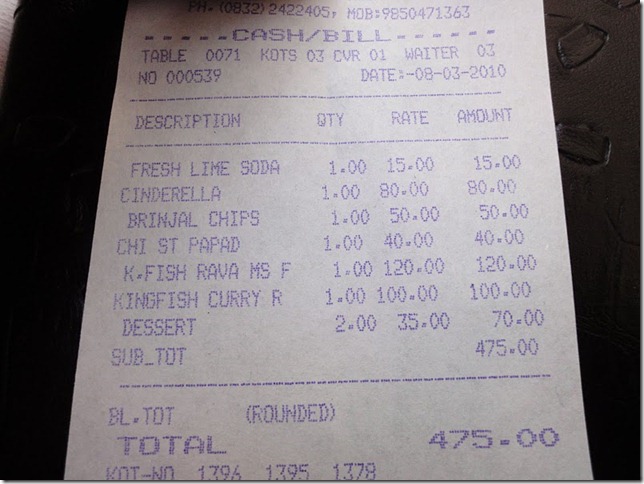 PH.(0832)2422405, MOB:9850471363
-----CASH/BILL------
TABLE 0071 KOTS 03 CVR 01 WAITER 03
NO 000539 DATE:-08-03-2010
DESCRIPTION QTY RATE AMOUNT
FRESH LIME SODA 1.00 15.00 15.00
CINDERELLA 1.00 80.00 80.00
BRINJAL CHIPS 1.00 50.00 50.00
CHI ST PAPAD 1.00 40.00 40.00
K.FISH RAVA MS F 1.00 120.00 120.00
KINGFISH CURRY R 1.00 100.00 100.00
DESSERT 2.00 35.00 70.00
SUB_TOT 475.00
BL.TOT (ROUNDED)
TOTAL 475.00
KOT-NO 1396 1395 1378